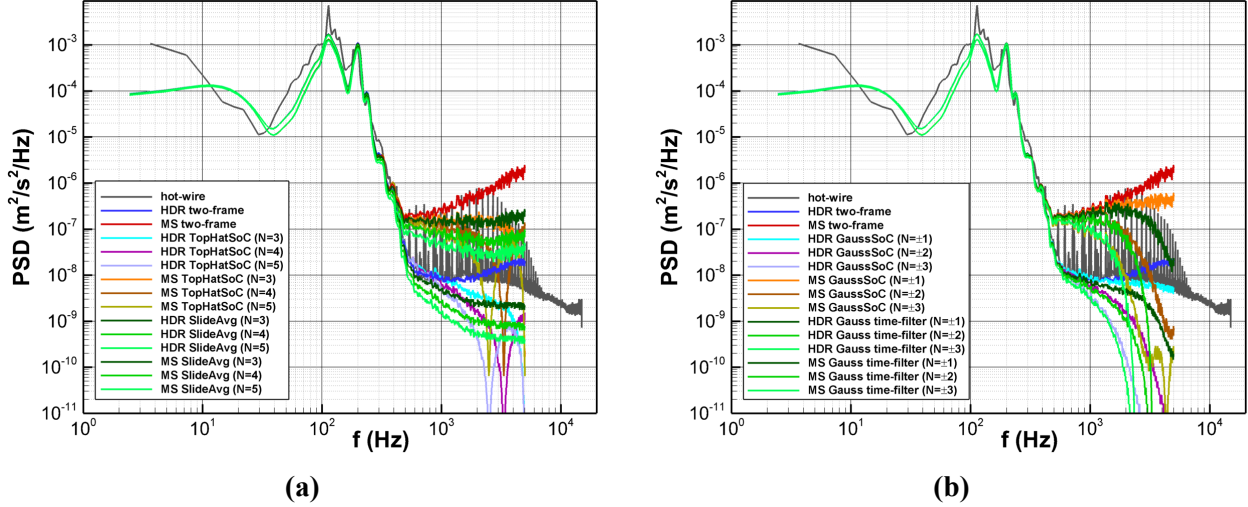 10⁻³
10⁻⁴
10⁻⁵
10⁻⁶
10⁻⁷
10⁻⁸
10⁻⁹
10⁻¹⁰
10⁻¹¹
PSD (m²/s²/Hz)
hot-wire
HDR two-frame
MS two-frame
HDR TopHatSoC (N=3)
HDR TopHatSoC (N=4)
HDR TopHatSoC (N=5)
MS TopHatSoC (N=3)
MS TopHatSoC (N=4)
MS TopHatSoC (N=5)
HDR SlideAvg (N=3)
HDR SlideAvg (N=4)
HDR SlideAvg (N=5)
MS SlideAvg (N=3)
MS SlideAvg (N=4)
MS SlideAvg (N=5)
10⁰ 10¹ 10² 10³ 10⁴
f (Hz)
(a)
10⁻³
10⁻⁴
10⁻⁵
10⁻⁶
10⁻⁷
10⁻⁸
10⁻⁹
10⁻¹⁰
10⁻¹¹
PSD (m²/s²/Hz)
hot-wire
HDR two-frame
MS two-frame
HDR GaussSoC (N=±1)
HDR GaussSoC (N=±2)
HDR GaussSoC (N=±3)
MS GaussSoC (N=±1)
MS GaussSoC (N=±2)
MS GaussSoC (N=±3)
HDR Gauss time-filter (N=±1)
HDR Gauss time-filter (N=±2)
HDR Gauss time-filter (N=±3)
MS Gauss time-filter (N=±1)
MS Gauss time-filter (N=±2)
MS Gauss time-filter (N=±3)
10⁰ 10¹ 10² 10³ 10⁴
f (Hz)
(b)